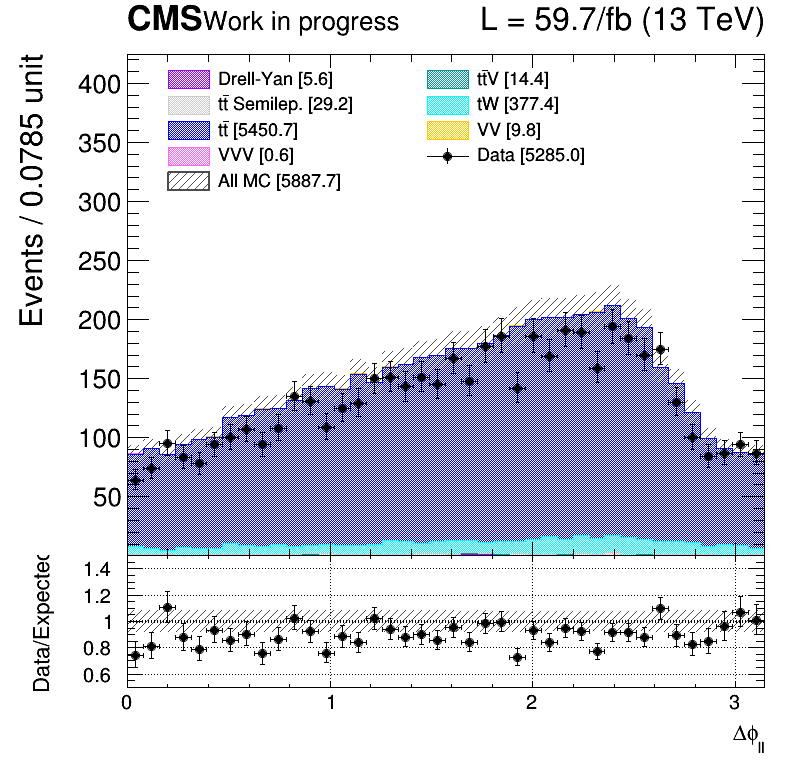 CMS Work in progress L = 59.7/fb (13 TeV)
Events / 0.0785 unit
400
350
300
250
200
150
100
50
Drell-Yan [5.6]
tt̄ Semilep. [29.2]
tt̄ [5450.7]
VVV [0.6]
All MC [5887.7]
tt̄V [14.4]
tW [377.4]
VV [9.8]
Data [5285.0]
Data/Expected
1.4
1.2
1
0.8
0.6
0 1 2 3
Δϕll